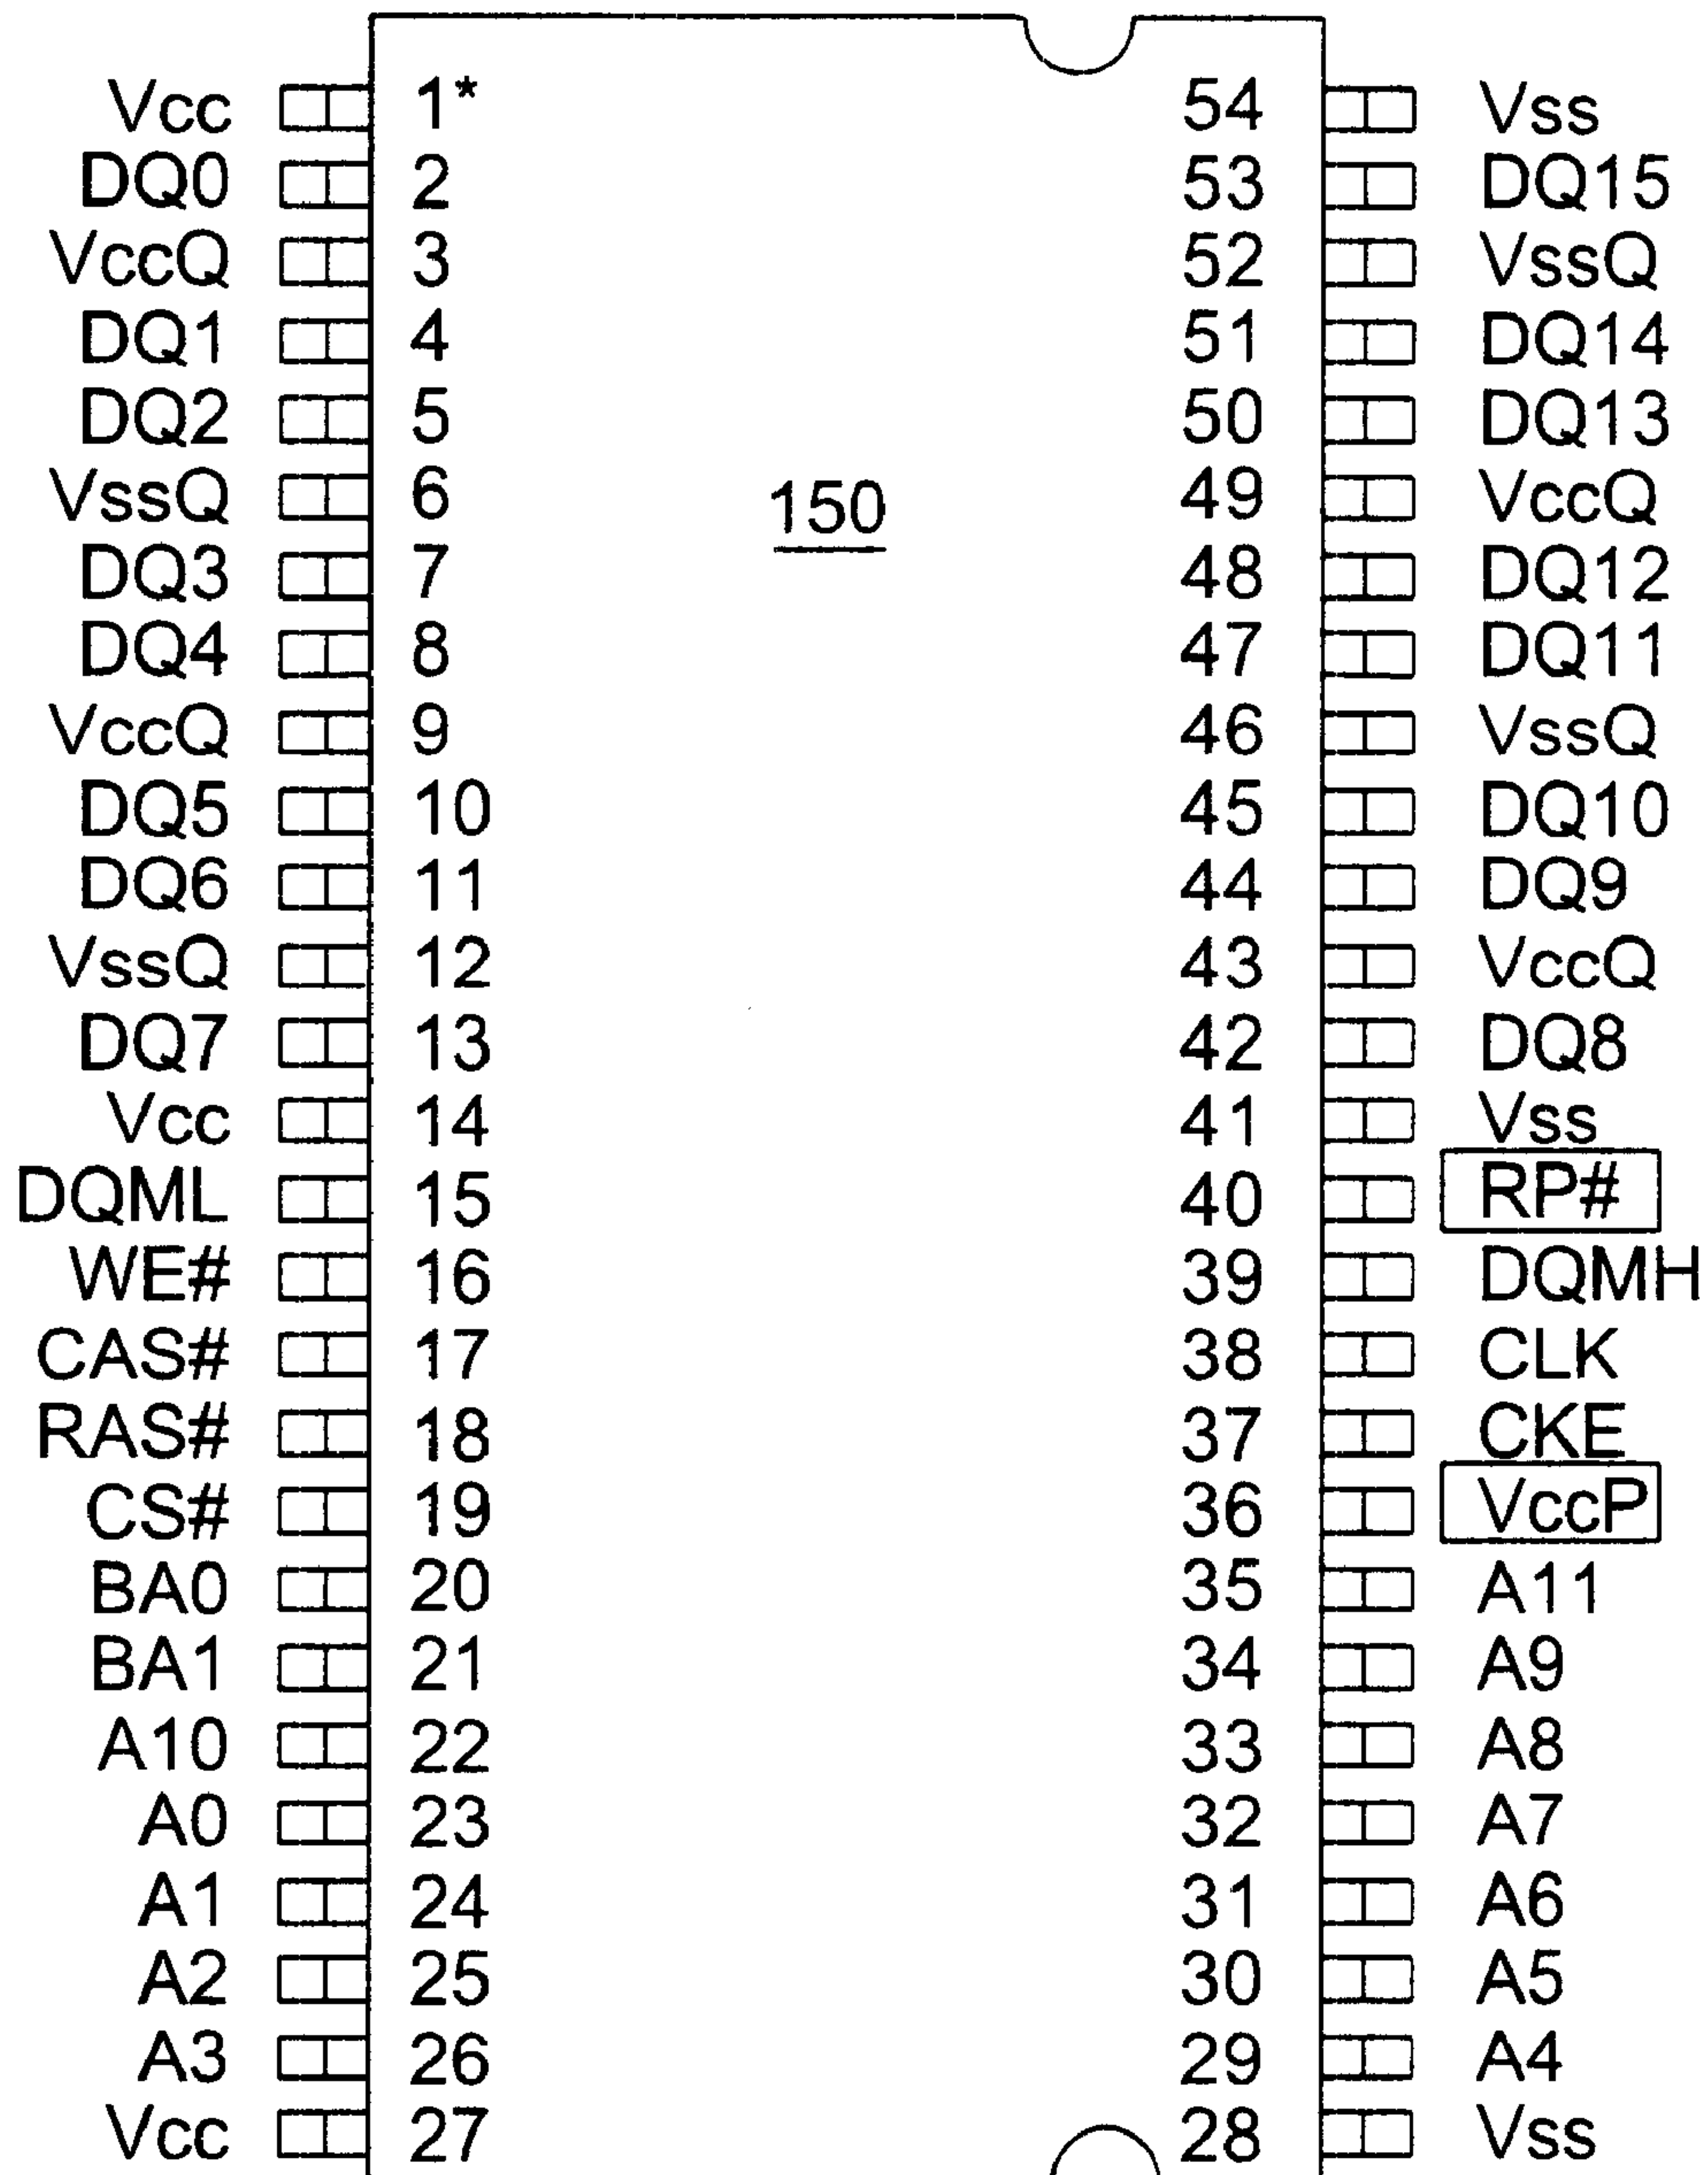 Vcc 1* 54 Vss
DQ0 2 53 DQ15
VccQ 3 52 VssQ
DQ1 4 51 DQ14
DQ2 5 50 DQ13
VssQ 6 150 49 VccQ
DQ3 7 48 DQ12
DQ4 8 47 DQ11
VccQ 9 46 VssQ
DQ5 10 45 DQ10
DQ6 11 44 DQ9
VssQ 12 43 VccQ
DQ7 13 42 DQ8
Vcc 14 41 Vss
DQML 15 40 RP#
WE# 16 39 DQMH
CAS# 17 38 CLK
RAS# 18 37 CKE
CS# 19 36 VccP
BA0 20 35 A11
BA1 21 34 A9
A10 22 33 A8
A0 23 32 A7
A1 24 31 A6
A2 25 30 A5
A3 26 29 A4
Vcc 27 28 Vss